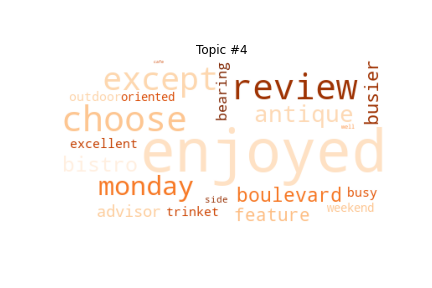 Topic #4
except
review
bearing
busier
outdoor
oriented
choose
antique
enjoyed
excellent
bistro
monday
boulevard
busy
side
advisor
trinket
feature
weekend